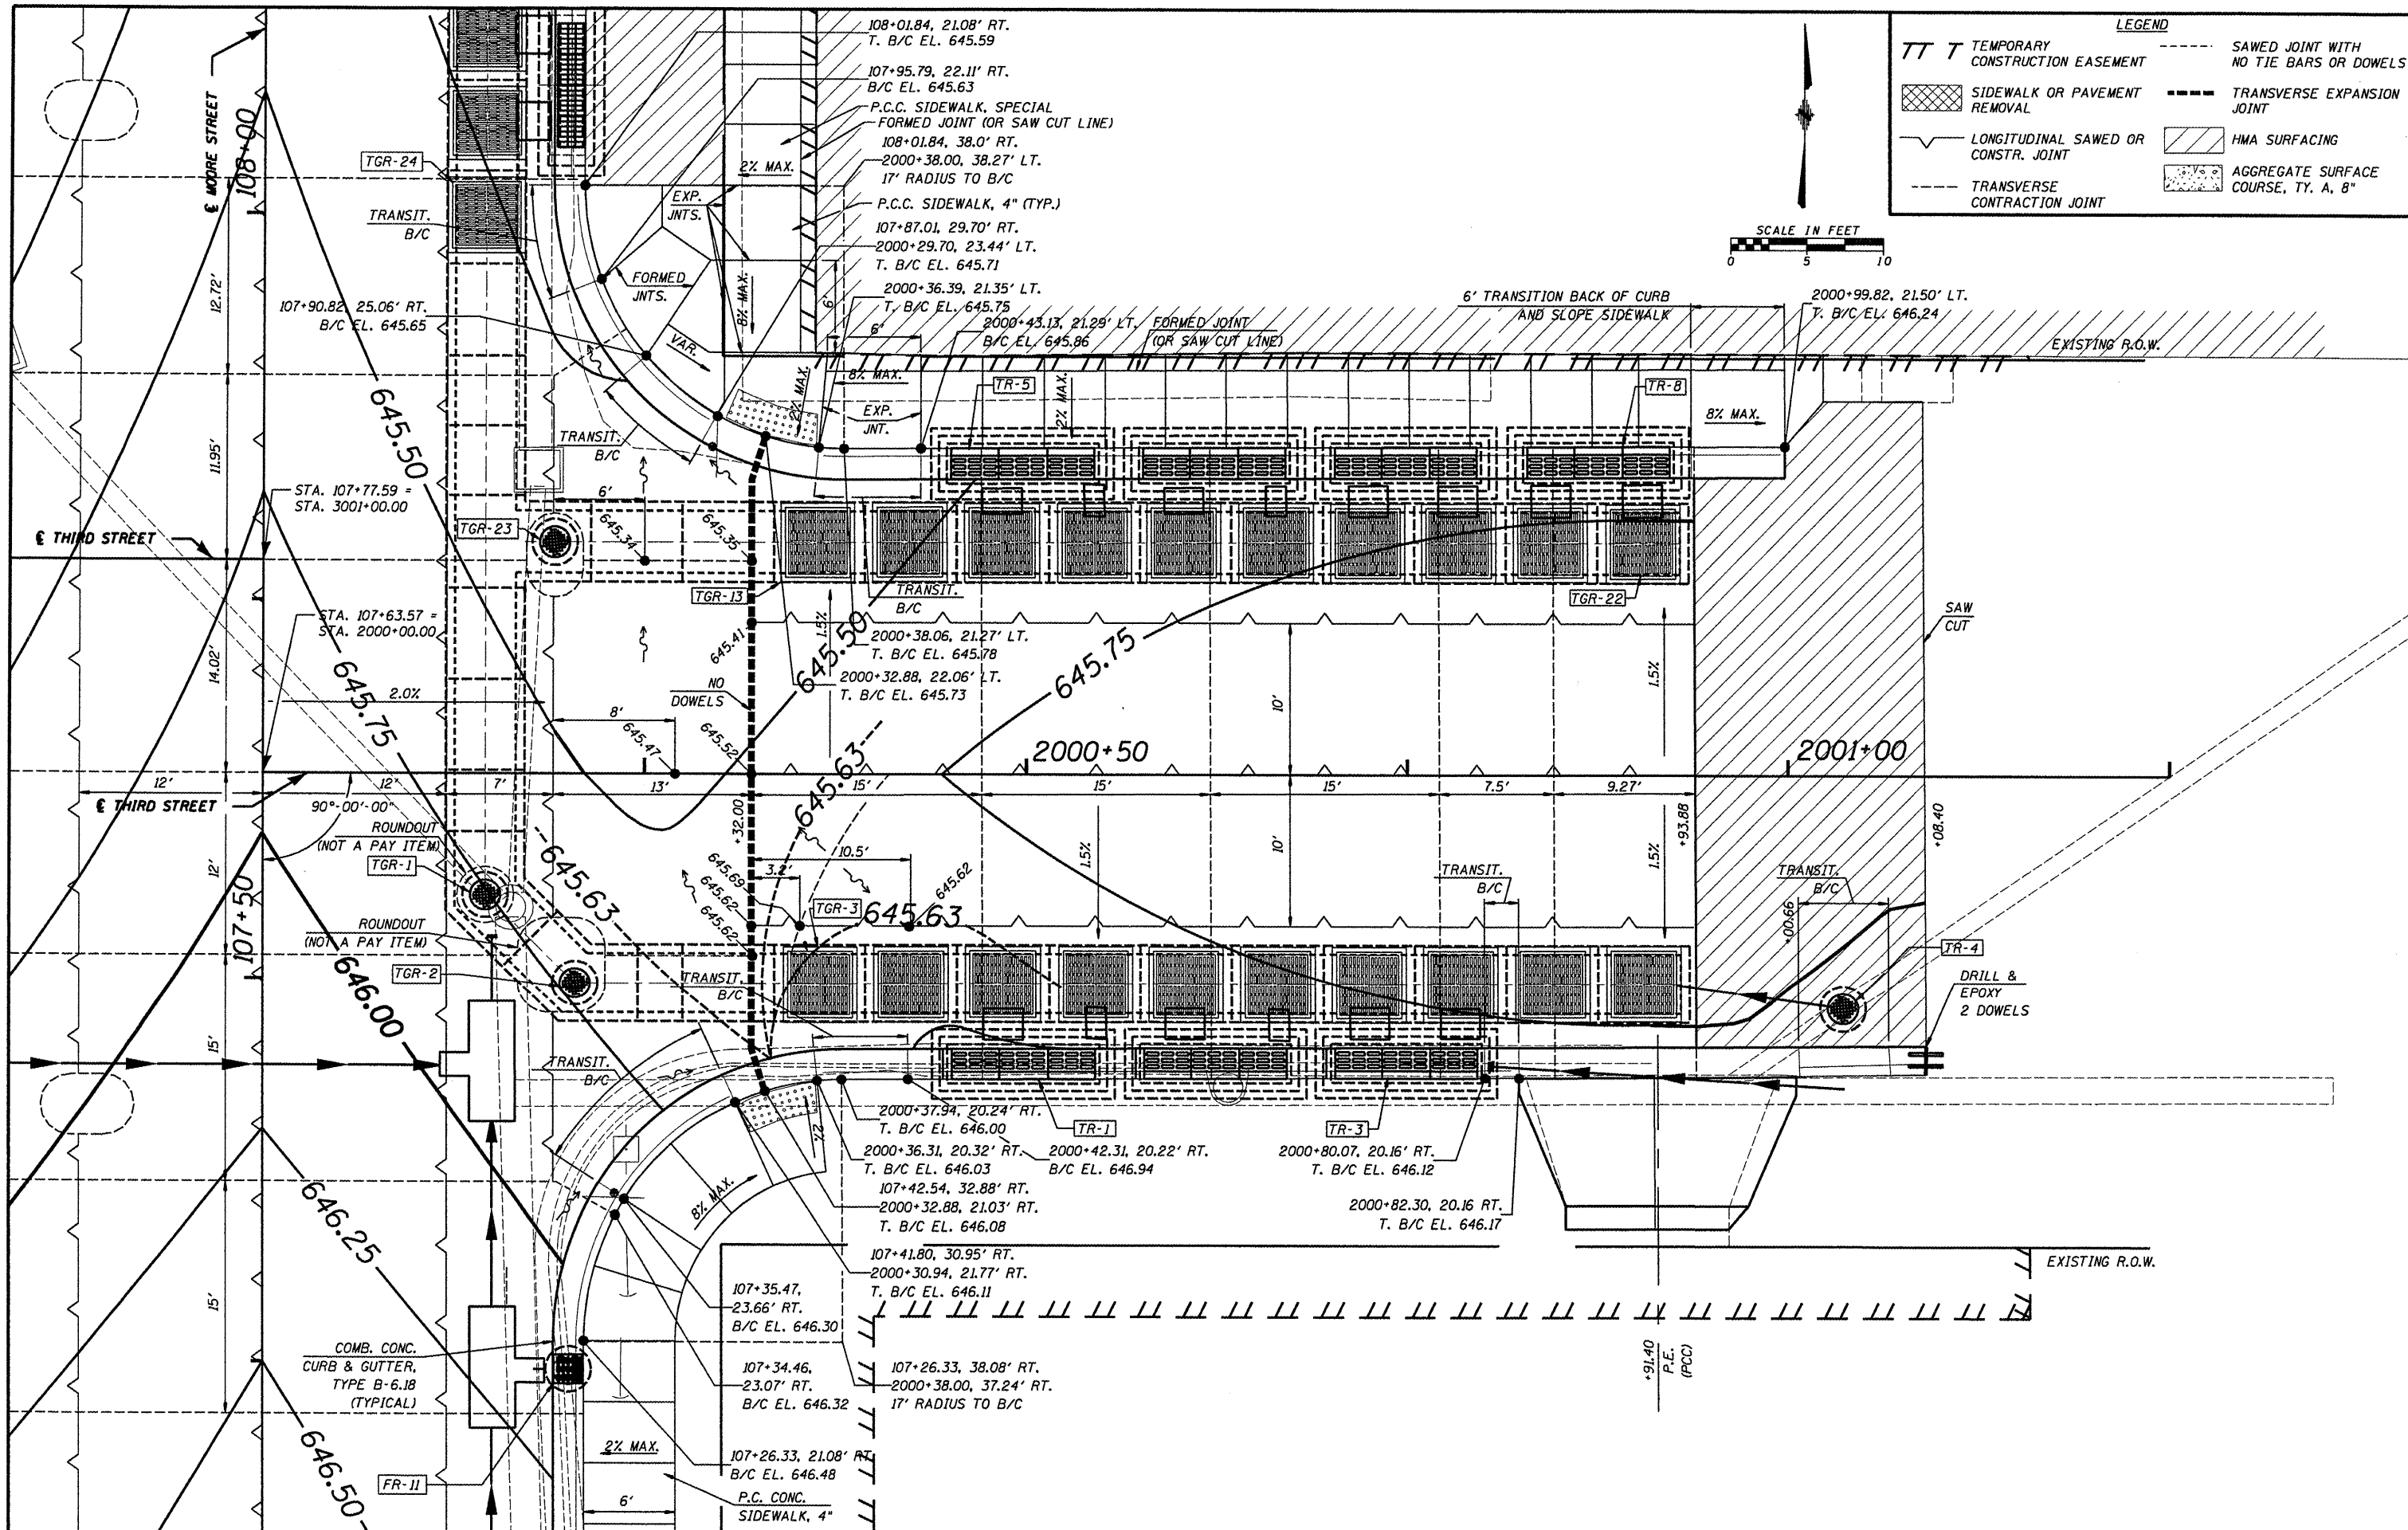 LEGEND
TEMPORARY
CONSTRUCTION EASEMENT
SIDEWALK OR PAVEMENT
REMOVAL
LONGITUDINAL SAWED OR
CONSTR. JOINT
TRANSVERSE
CONTRACTION JOINT
SAWED JOINT WITH
NO TIE BARS OR DOWELS
TRANSVERSE EXPANSION
JOINT
HMA SURFACING
AGGREGATE SURFACE
COURSE, TY. A, 8"
SCALE IN FEET
0 5 10
108+01.84, 21.08' RT.
T. B/C EL. 645.59
107+95.79, 22.11' RT.
B/C EL. 645.63
P.C.C. SIDEWALK, SPECIAL
FORMED JOINT (OR SAW CUT LINE)
108+01.84, 38.0' RT.
2000+38.00, 38.27' LT.
17' RADIUS TO B/C
P.C.C. SIDEWALK, 4" (TYP.)
107+87.01, 29.70' RT.
2000+29.70, 23.44' LT.
T. B/C EL. 645.71
2000+36.39, 21.35' LT.
T. B/C EL. 645.75
2000+43.13, 21.29' LT.
B/C EL. 645.86
FORMED JOINT
(OR SAW CUT LINE)
6' TRANSITION BACK OF CURB
AND SLOPE SIDEWALK
2000+99.82, 21.50' LT.
T. B/C EL. 646.24
EXISTING R.O.W.
℄ MOORE STREET
108+00
TGR-24
TRANSIT.
B/C
EXP.
JNTS.
2% MAX.
FORMED
JNTS.
8% MAX.
6'
6'
VAR.
8% MAX.
2% MAX.
EXP.
JNT.
2% MAX.
TR-5
TR-8
8% MAX.
12.72'
107+90.82, 25.06' RT.
B/C EL. 645.65
645.50
11.95'
TRANSIT.
B/C
STA. 107+77.59 =
STA. 3001+00.00
6'
TGR-23
645.34
645.35
℄ THIRD STREET
TGR-13
TRANSIT.
B/C
TGR-22
STA. 107+63.57 =
STA. 2000+00.00
14.02'
645.41
1.5%
645.50
2000+38.06, 21.27' LT.
T. B/C EL. 645.78
2000+32.88, 22.06' LT.
T. B/C EL. 645.73
645.75
1.5%
SAW
CUT
2.0%
NO
DOWELS
645.75
8'
645.47
645.52
645.63
10'
2000+50
2001+00
12'
12'
7'
13'
15'
15'
15'
7.5'
9.27'
℄ THIRD STREET
90°-00'-00"
+32.00
+93.88
+08.40
ROUNDOUT
(NOT A PAY ITEM)
TGR-1
12'
645.63
10.5'
3.2'
645.69
645.62
645.62
645.62
1.5%
10'
1.5%
TRANSIT.
B/C
TRANSIT.
B/C
TGR-3
645.63
107+50
ROUNDOUT
(NOT A PAY ITEM)
TGR-2
+00.66
TR-4
DRILL &
EPOXY
2 DOWELS
646.00
TRANSIT.
B/C
15'
TRANSIT.
B/C
2%
2000+37.94, 20.24' RT.
T. B/C EL. 646.00
TR-1
TR-3
2000+36.31, 20.32' RT.
T. B/C EL. 646.03
2000+42.31, 20.22' RT.
B/C EL. 646.94
2000+80.07, 20.16' RT.
T. B/C EL. 646.12
107+42.54, 32.88' RT.
2000+32.88, 21.03' RT.
T. B/C EL. 646.08
2000+82.30, 20.16 RT.
T. B/C EL. 646.17
8% MAX.
646.25
107+41.80, 30.95' RT.
2000+30.94, 21.77' RT.
T. B/C EL. 646.11
EXISTING R.O.W.
15'
107+35.47,
23.66' RT.
B/C EL. 646.30
COMB. CONC.
CURB & GUTTER,
TYPE B-6.18
(TYPICAL)
107+34.46,
23.07' RT.
B/C EL. 646.32
107+26.33, 38.08' RT.
2000+38.00, 37.24' RT.
17' RADIUS TO B/C
+91.40
P.E.
(PCC)
646.50
2% MAX.
107+26.33, 21.08' RT.
B/C EL. 646.48
FR-11
6'
P.C. CONC.
SIDEWALK, 4"